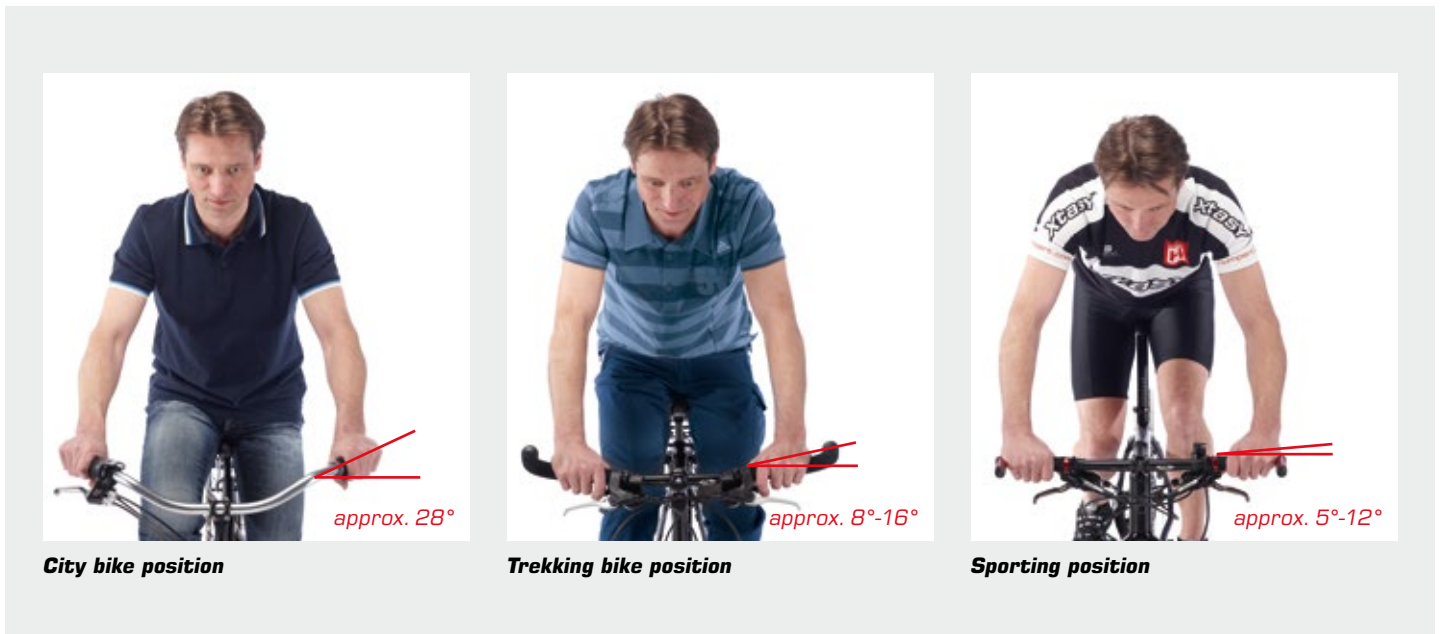 xtasy
xtasy
approx. 28°
approx. 8°-16°
approx. 5°-12°
City bike position
Trekking bike position
Sporting position